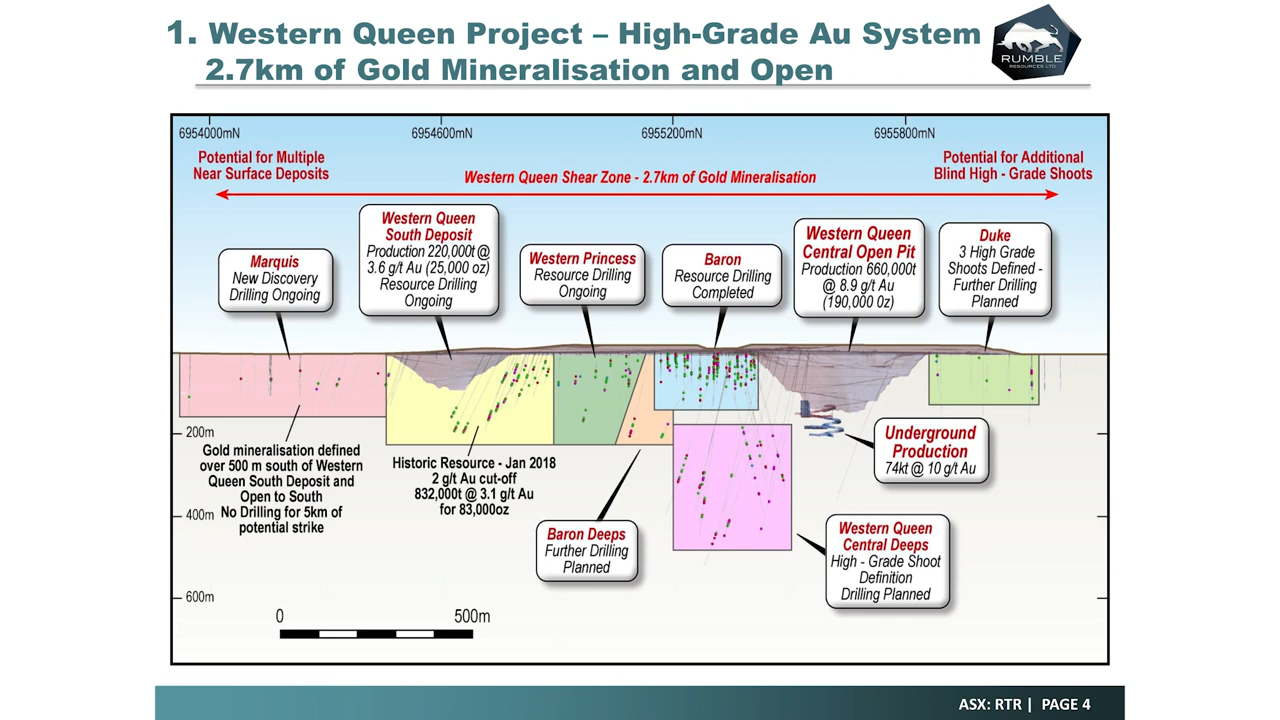 1. Western Queen Project – High-Grade Au System
2.7km of Gold Mineralisation and Open
RUMBLE
RESOURCES LTD
6954000mN
6954600mN
6955200mN
6955800mN
Potential for Multiple
Near Surface Deposits
Western Queen Shear Zone - 2.7km of Gold Mineralisation
Potential for Additional
Blind High - Grade Shoots
Marquis
New Discovery
Drilling Ongoing
Western Queen
South Deposit
Production 220,000t @
3.6 g/t Au (25,000 oz)
Resource Drilling
Ongoing
Western Princess
Resource Drilling
Ongoing
Baron
Resource Drilling
Completed
Western Queen
Central Open Pit
Production 660,000t
@ 8.9 g/t Au
(190,000 0z)
Duke
3 High Grade
Shoots Defined -
Further Drilling
Planned
200m
400m
600m
Gold mineralisation defined
over 500 m south of Western
Queen South Deposit and
Open to South
No Drilling for 5km of
potential strike
Historic Resource - Jan 2018
2 g/t Au cut-off
832,000t @ 3.1 g/t Au
for 83,000oz
Baron Deeps
Further Drilling
Planned
Underground
Production
74kt @ 10 g/t Au
Western Queen
Central Deeps
High - Grade Shoot
Definition
Drilling Planned
0 500m
ASX: RTR | PAGE 4